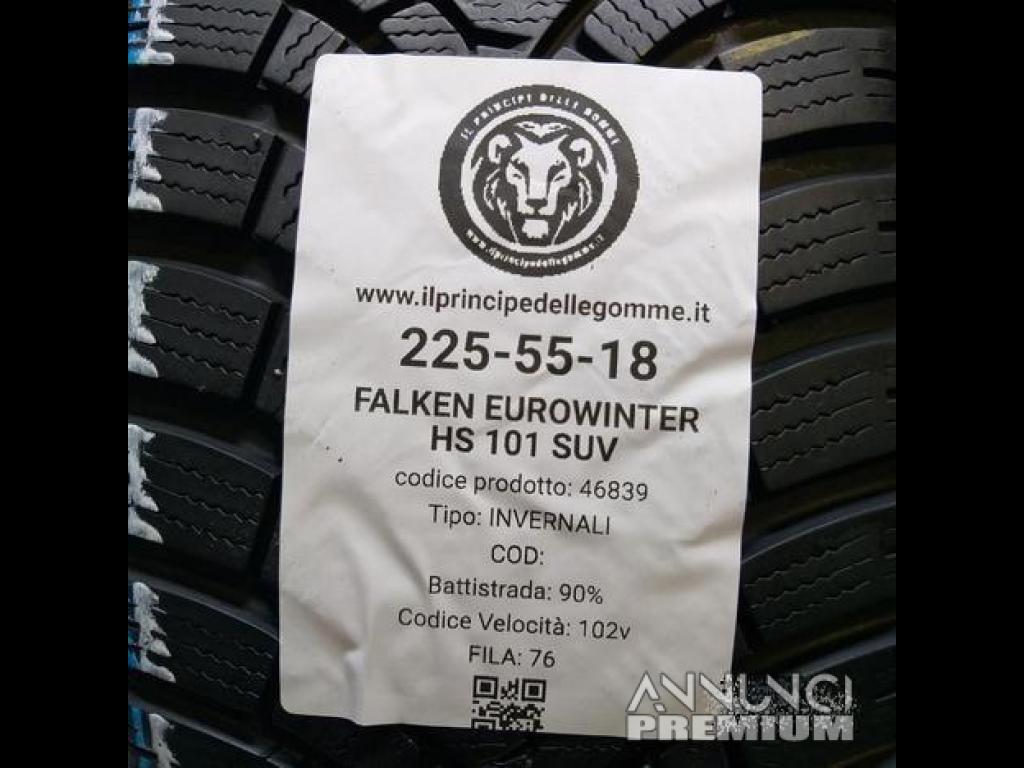 IL PRINCIPE DELLE GOMME
www.ilprincipedellegomme.it
www.ilprincipedellegomme.it
225-55-18
FALKEN EUROWINTER
HS 101 SUV
codice prodotto: 46839
Tipo: INVERNALI
COD:
Battistrada: 90%
Codice Velocità: 102v
FILA: 76
ANNUNCI
PREMIUM